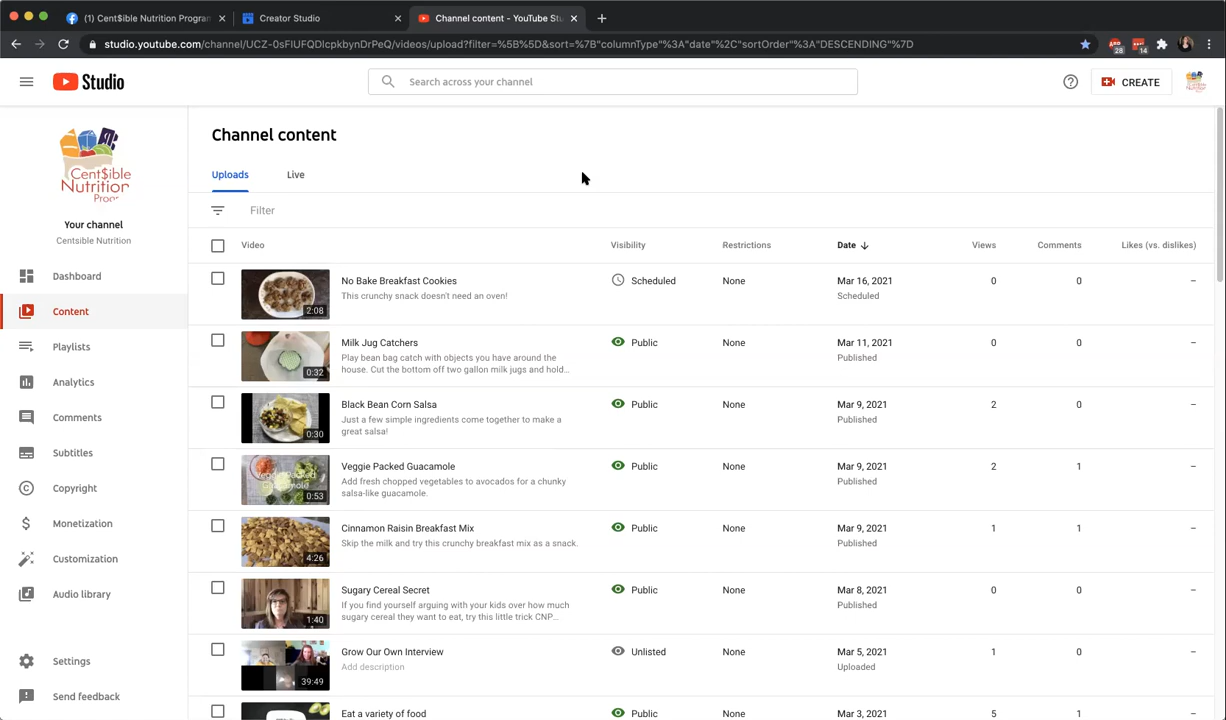 (1) Cent$ible Nutrition Progran
Creator Studio
Channel content - YouTube Stu
studio.youtube.com/channel/UCZ-0sFIUFQDlcpkbynDrPeQ/videos/upload?filter=%5B%5D&sort=%7B"columnType"%3A"date"%2C"sortOrder"%3A"DESCENDING"%7D
28
14
Studio
Search across your channel
CREATE
Cent$ible
Nutrition
Your channel
Centsible Nutrition
Dashboard
Content
Playlists
Analytics
Comments
Subtitles
Copyright
Monetization
Customization
Audio library
Settings
Send feedback
Channel content
Uploads
Live
Filter
Video Visibility Restrictions Date Views Comments Likes (vs. dislikes)
2:08
No Bake Breakfast Cookies
This crunchy snack doesn't need an oven!
Scheduled None Mar 16, 2021 0 0 –
Scheduled
0:32
Milk Jug Catchers
Play bean bag catch with objects you have around the
house. Cut the bottom off two gallon milk jugs and hold...
Public None Mar 11, 2021 0 0 –
Published
0:30
Black Bean Corn Salsa
Just a few simple ingredients come together to make a
great salsa!
Public None Mar 9, 2021 2 0 –
Published
0:53
Veggie Packed Guacamole
Add fresh chopped vegetables to avocados for a chunky
salsa-like guacamole.
Public None Mar 9, 2021 2 1 –
Published
4:26
Cinnamon Raisin Breakfast Mix
Skip the milk and try this crunchy breakfast mix as a snack.
Public None Mar 9, 2021 1 1 –
Published
1:40
Sugary Cereal Secret
If you find yourself arguing with your kids over how much
sugary cereal they want to eat, try this little trick CNP...
Public None Mar 8, 2021 0 0 –
Published
39:49
Grow Our Own Interview
Add description
Unlisted None Mar 5, 2021 1 0 –
Uploaded
Eat a variety of food
Public None Mar 3, 2021 5 1 –